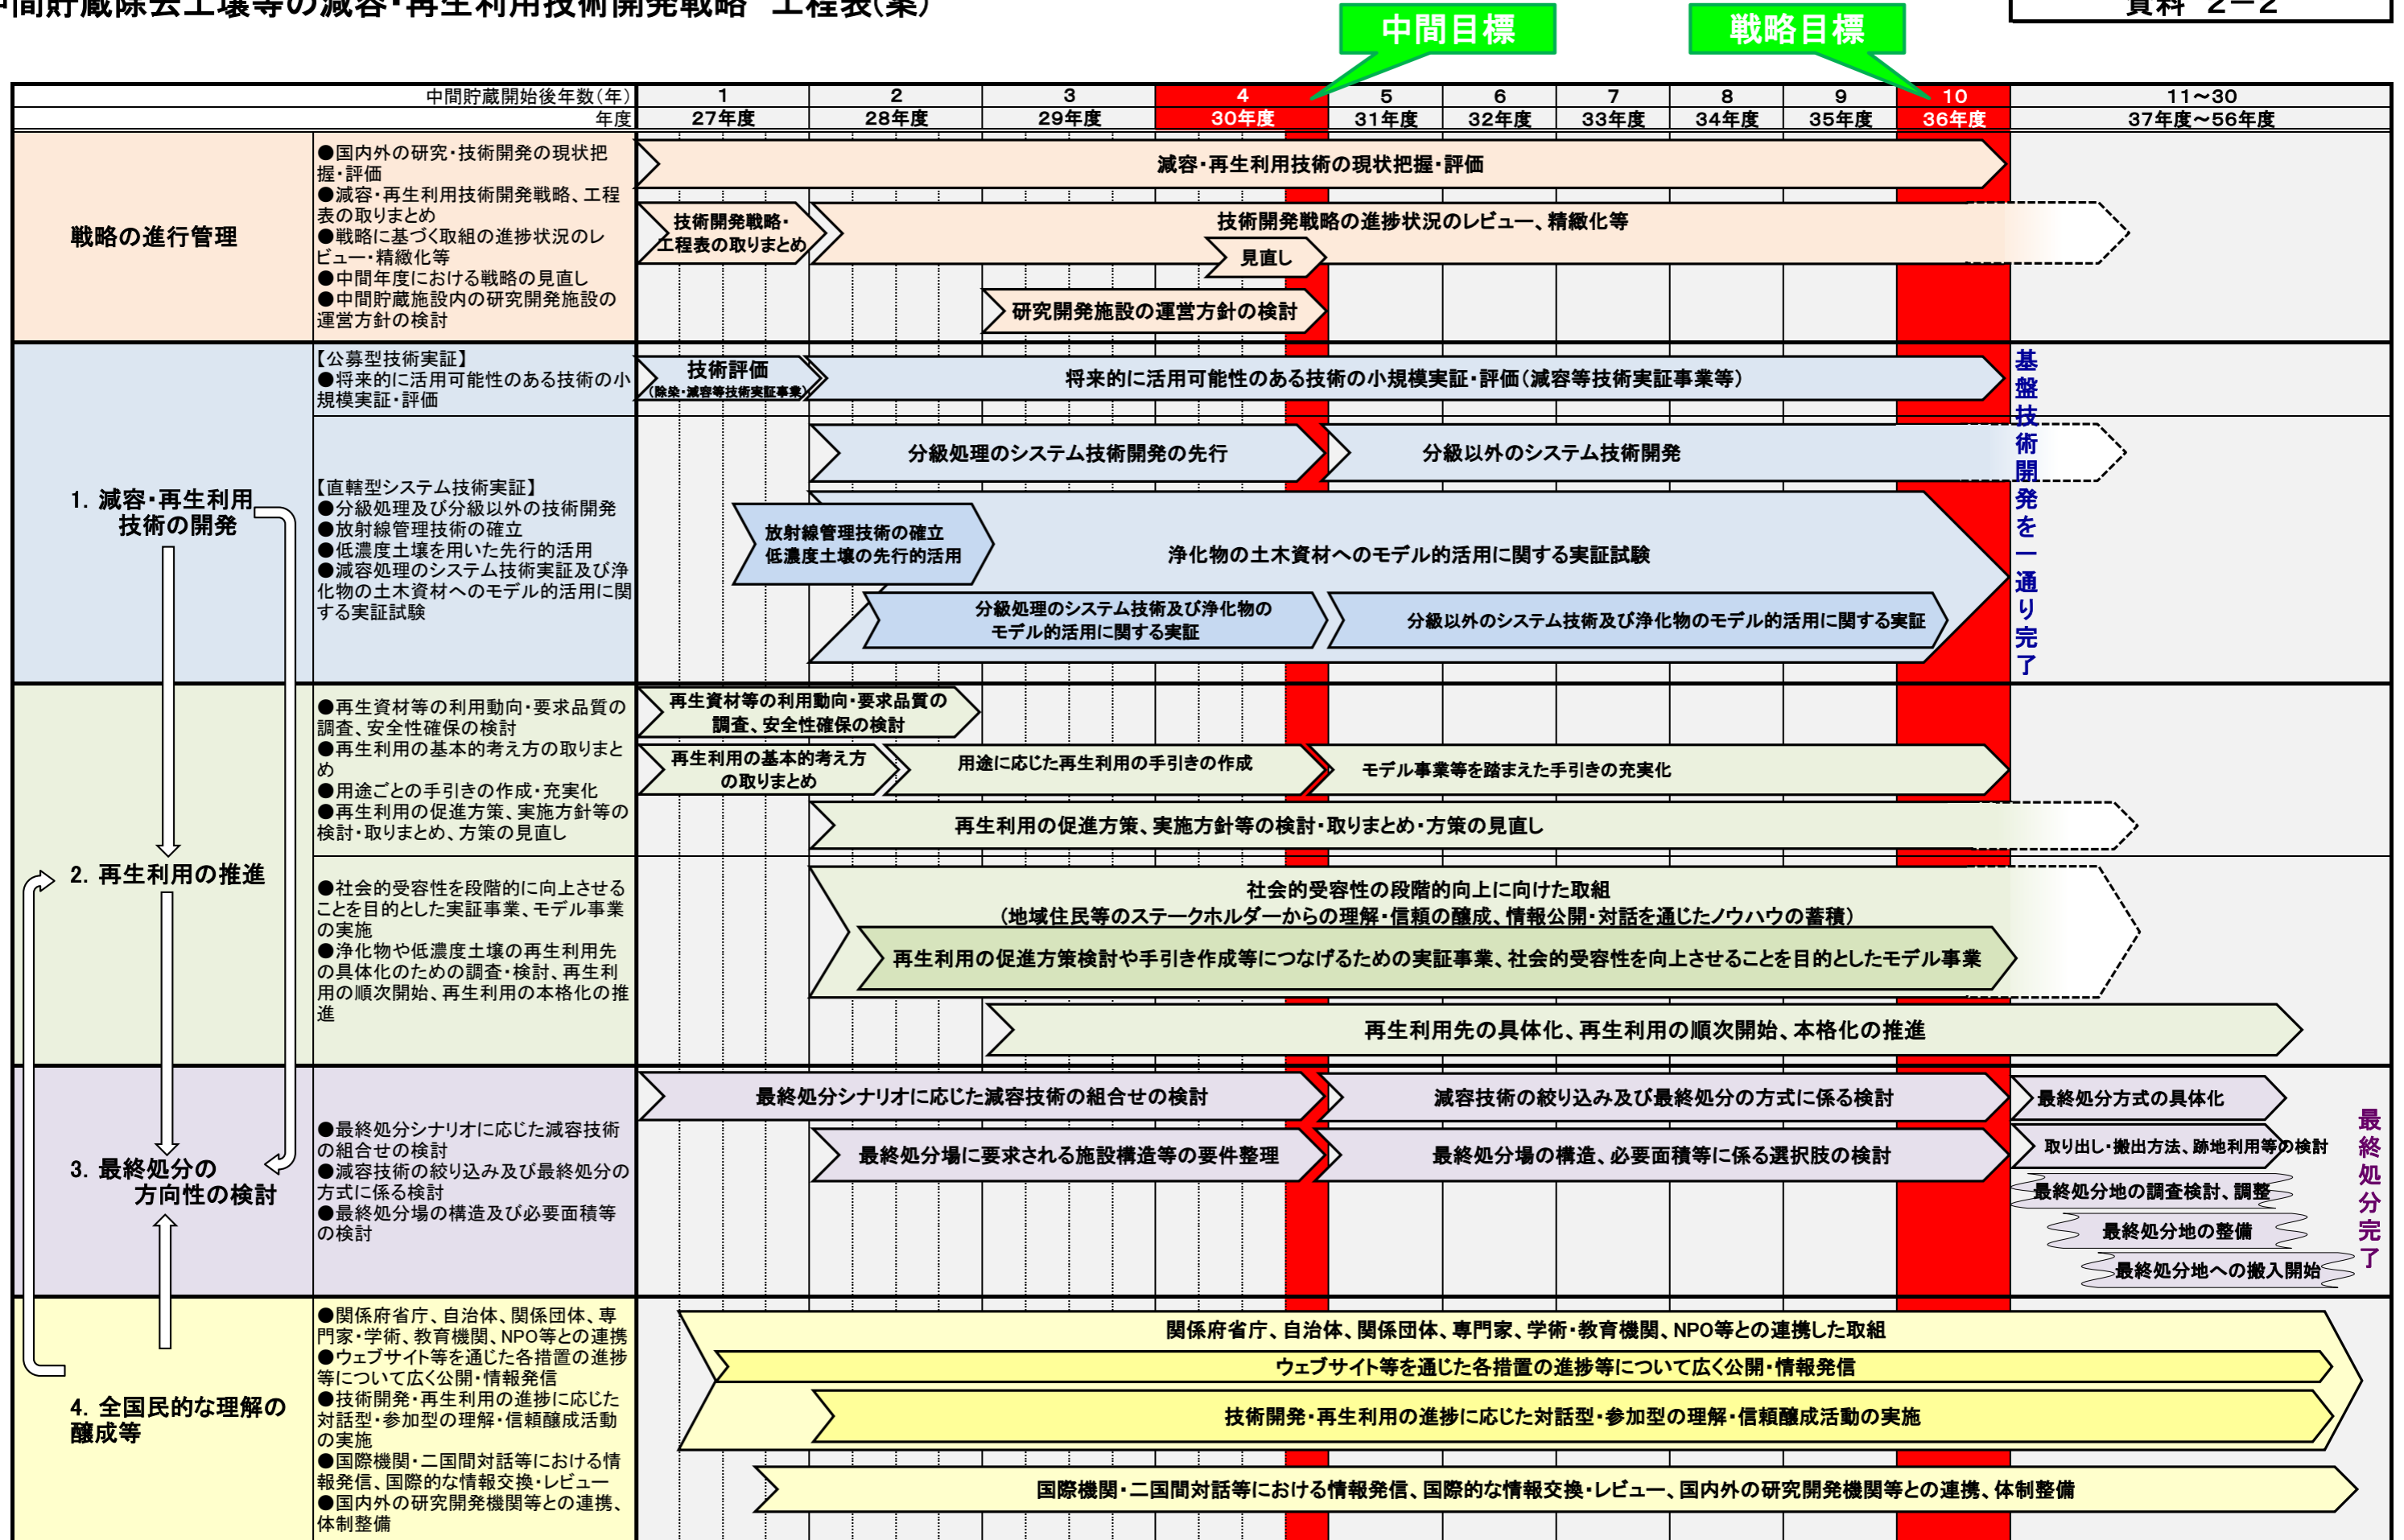 中間貯蔵除去土壌等の減容・再生利用技術開発戦略 工程表(案)
資料 2－2
中間目標
戦略目標
中間貯蔵開始後年数(年) 1 2 3 4 5 6 7 8 9 10 11～30
年度 27年度 28年度 29年度 30年度 31年度 32年度 33年度 34年度 35年度 36年度 37年度～56年度
戦略の進行管理
●国内外の研究・技術開発の現状把
握・評価
●減容・再生利用技術開発戦略、工程
表の取りまとめ
●戦略に基づく取組の進捗状況のレ
ビュー・精緻化等
●中間年度における戦略の見直し
●中間貯蔵施設内の研究開発施設の
運営方針の検討
減容・再生利用技術の現状把握・評価
技術開発戦略・
工程表の取りまとめ
技術開発戦略の進捗状況のレビュー、精緻化等
見直し
研究開発施設の運営方針の検討
1. 減容・再生利用
技術の開発
【公募型技術実証】
●将来的に活用可能性のある技術の小
規模実証・評価
技術評価
(除染・減容等技術実証事業)
将来的に活用可能性のある技術の小規模実証・評価(減容等技術実証事業等)
【直轄型システム技術実証】
●分級処理及び分級以外の技術開発
●放射線管理技術の確立
●低濃度土壌を用いた先行的活用
●減容処理のシステム技術実証及び浄
化物の土木資材へのモデル的活用に関
する実証試験
分級処理のシステム技術開発の先行
分級以外のシステム技術開発
放射線管理技術の確立
低濃度土壌の先行的活用
浄化物の土木資材へのモデル的活用に関する実証試験
分級処理のシステム技術及び浄化物の
モデル的活用に関する実証
分級以外のシステム技術及び浄化物のモデル的活用に関する実証
基盤技術開発を一通り完了
2. 再生利用の推進
●再生資材等の利用動向・要求品質の
調査、安全性確保の検討
●再生利用の基本的考え方の取りまと
め
●用途ごとの手引きの作成・充実化
●再生利用の促進方策、実施方針等の
検討・取りまとめ、方策の見直し
再生資材等の利用動向・要求品質の
調査、安全性確保の検討
再生利用の基本的考え方
の取りまとめ
用途に応じた再生利用の手引きの作成
モデル事業等を踏まえた手引きの充実化
再生利用の促進方策、実施方針等の検討・取りまとめ・方策の見直し
●社会的受容性を段階的に向上させる
ことを目的とした実証事業、モデル事業
の実施
●浄化物や低濃度土壌の再生利用先
の具体化のための調査・検討、再生利
用の順次開始、再生利用の本格化の推
進
社会的受容性の段階的向上に向けた取組
(地域住民等のステークホルダーからの理解・信頼の醸成、情報公開・対話を通じたノウハウの蓄積)
再生利用の促進方策検討や手引き作成等につなげるための実証事業、社会的受容性を向上させることを目的としたモデル事業
再生利用先の具体化、再生利用の順次開始、本格化の推進
3. 最終処分の
方向性の検討
●最終処分シナリオに応じた減容技術
の組合せの検討
●減容技術の絞り込み及び最終処分の
方式に係る検討
●最終処分場の構造及び必要面積等
の検討
最終処分シナリオに応じた減容技術の組合せの検討
減容技術の絞り込み及び最終処分の方式に係る検討
最終処分方式の具体化
最終処分場に要求される施設構造等の要件整理
最終処分場の構造、必要面積等に係る選択肢の検討
取り出し・搬出方法、跡地利用等の検討
最終処分地の調査検討、調整
最終処分地の整備
最終処分地への搬入開始
最終処分完了
4. 全国民的な理解の
醸成等
●関係府省庁、自治体、関係団体、専
門家・学術、教育機関、NPO等との連携
●ウェブサイト等を通じた各措置の進捗
等について広く公開・情報発信
●技術開発・再生利用の進捗に応じた
対話型・参加型の理解・信頼醸成活動
の実施
●国際機関・二国間対話等における情
報発信、国際的な情報交換・レビュー
●国内外の研究開発機関等との連携、
体制整備
関係府省庁、自治体、関係団体、専門家、学術・教育機関、NPO等との連携した取組
ウェブサイト等を通じた各措置の進捗等について広く公開・情報発信
技術開発・再生利用の進捗に応じた対話型・参加型の理解・信頼醸成活動の実施
国際機関・二国間対話等における情報発信、国際的な情報交換・レビュー、国内外の研究開発機関等との連携、体制整備